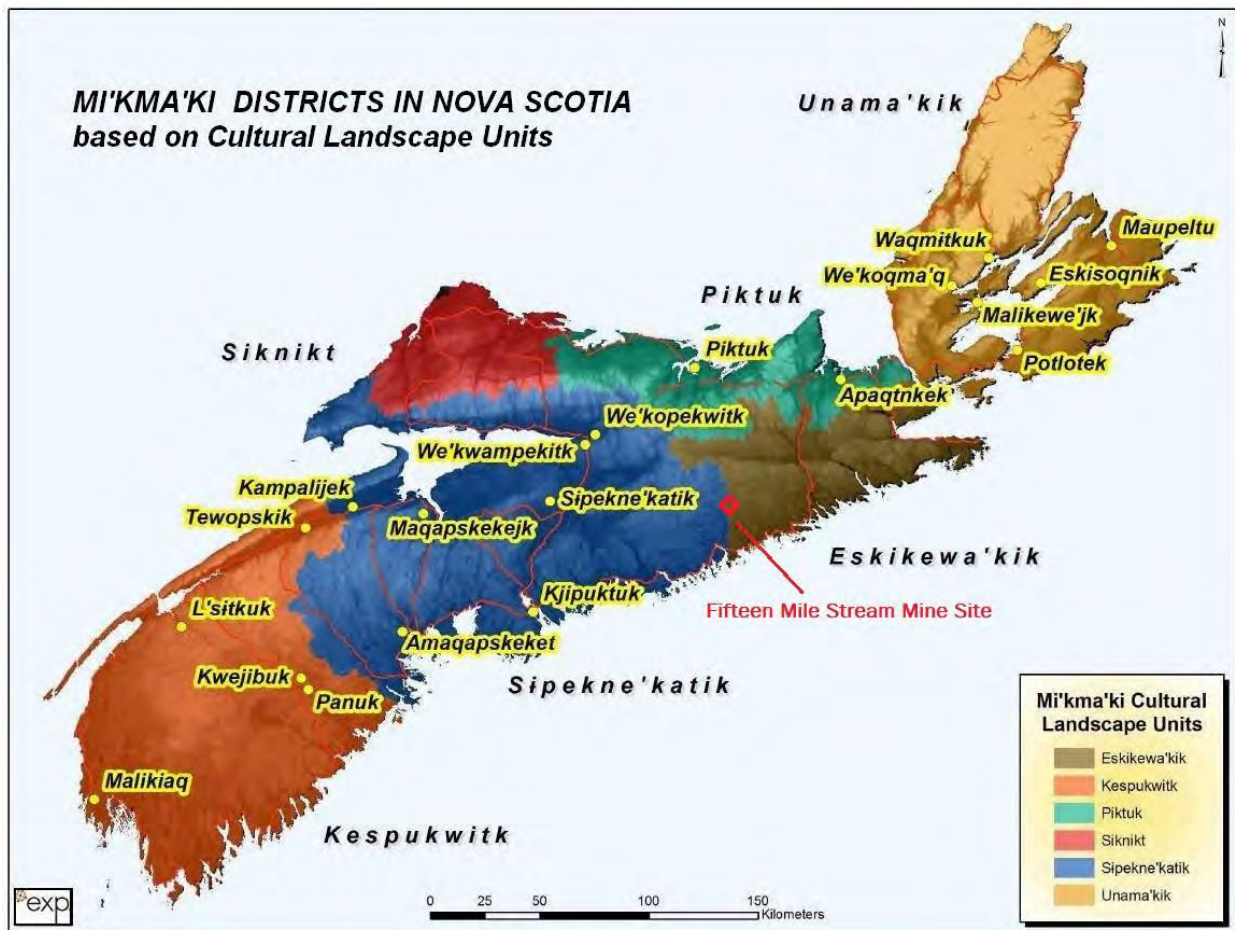 MI'KMA'KI DISTRICTS IN NOVA SCOTIA
based on Cultural Landscape Units
N
Unama'kik
Waqmitkuk
Maupeltu
We'koqma'q
Eskisoqnik
Malikewe'jk
Potlotek
Piktuk
Siknikt
Piktuk
Apaqtnkek
We'kopekwitk
We'kwampekitk
Kampalijek
Sɨpekne'katik
Tewopskik
Maqapskekejk
Eskikewa'kik
Fifteen Mile Stream Mine Site
L'sɨtkuk
Kjipuktuk
Amaqapskeket
Kwejibuk
Panuk
Sɨpekne'katik
Malikiaq
Kespukwitk
Mi'kma'ki Cultural
Landscape Units
Eskikewa'kik
Kespukwitk
Piktuk
Siknikt
Sipekne'katik
Unama'kik
exp
0 25 50 100 150
Kilometers